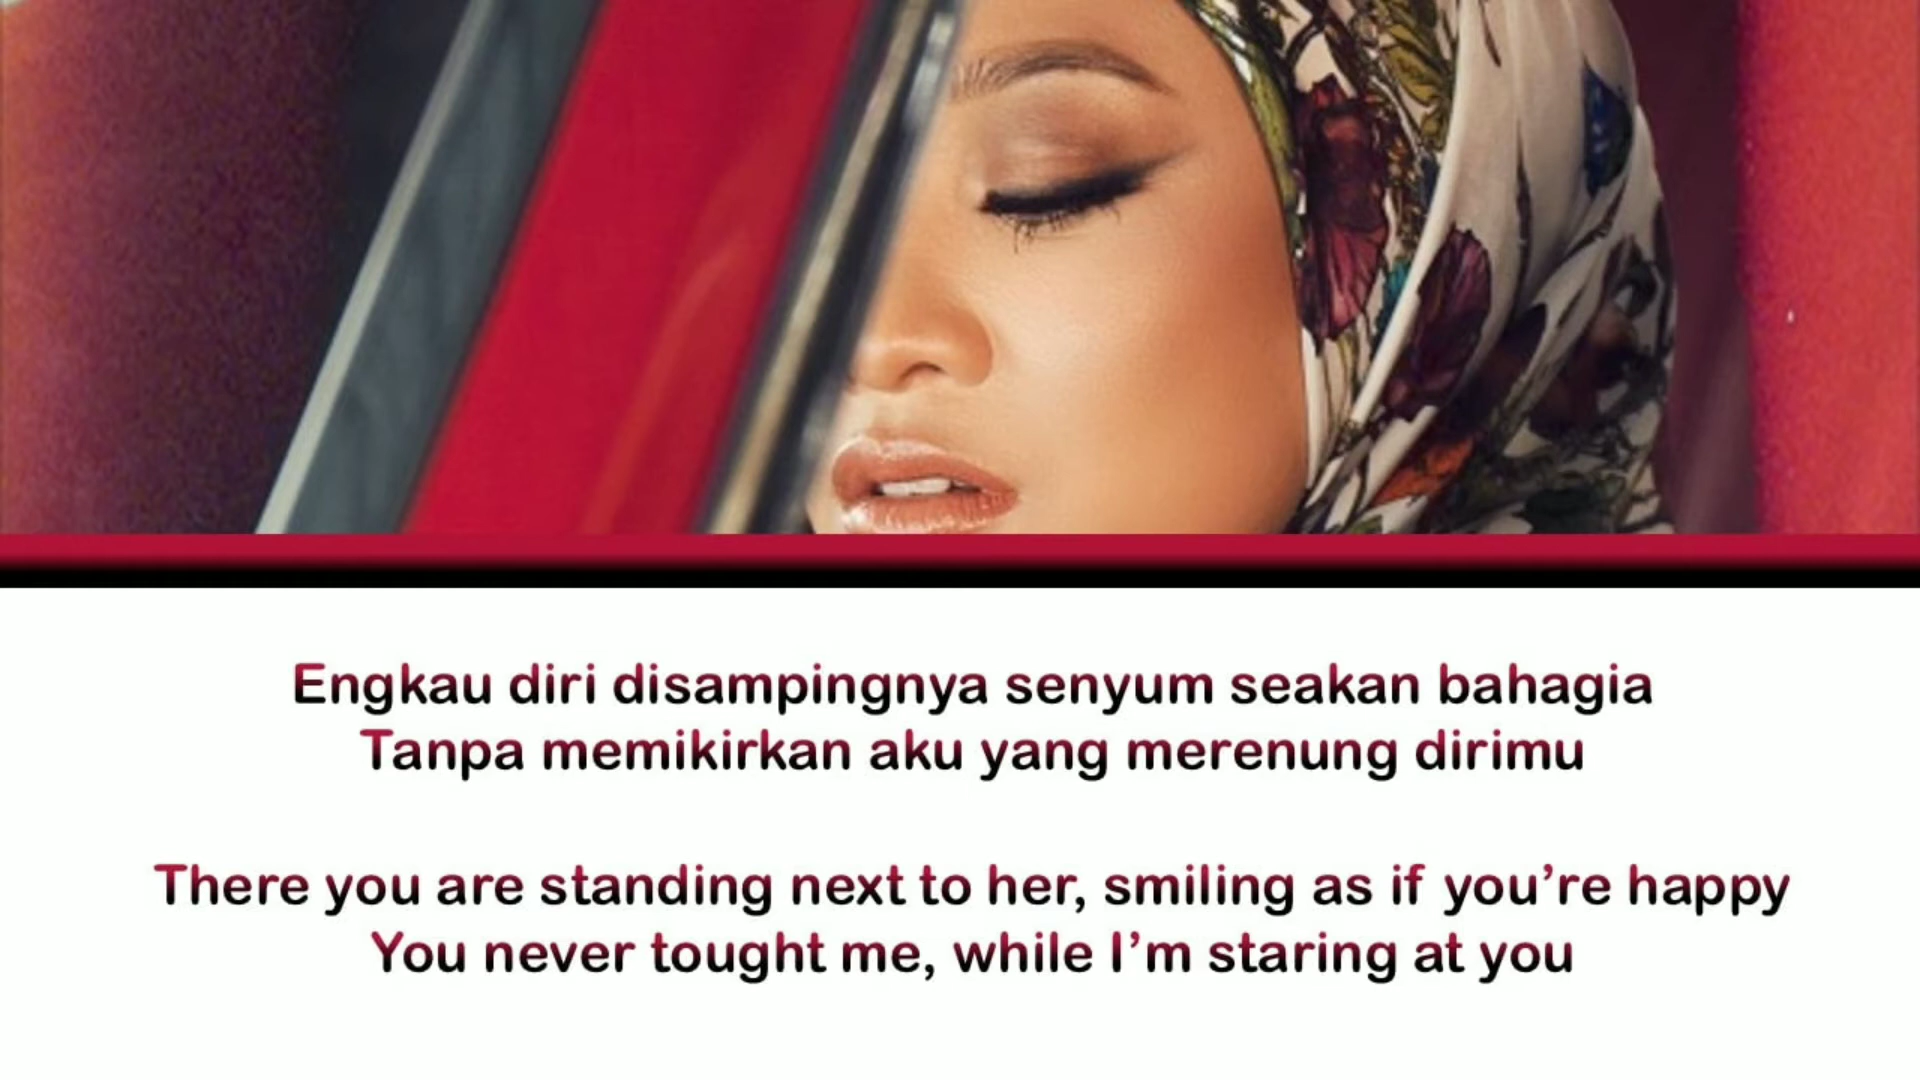 Engkau diri disampingnya senyum seakan bahagia
Tanpa memikirkan aku yang merenung dirimu
There you are standing next to her, smiling as if you’re happy
You never tought me, while I’m staring at you